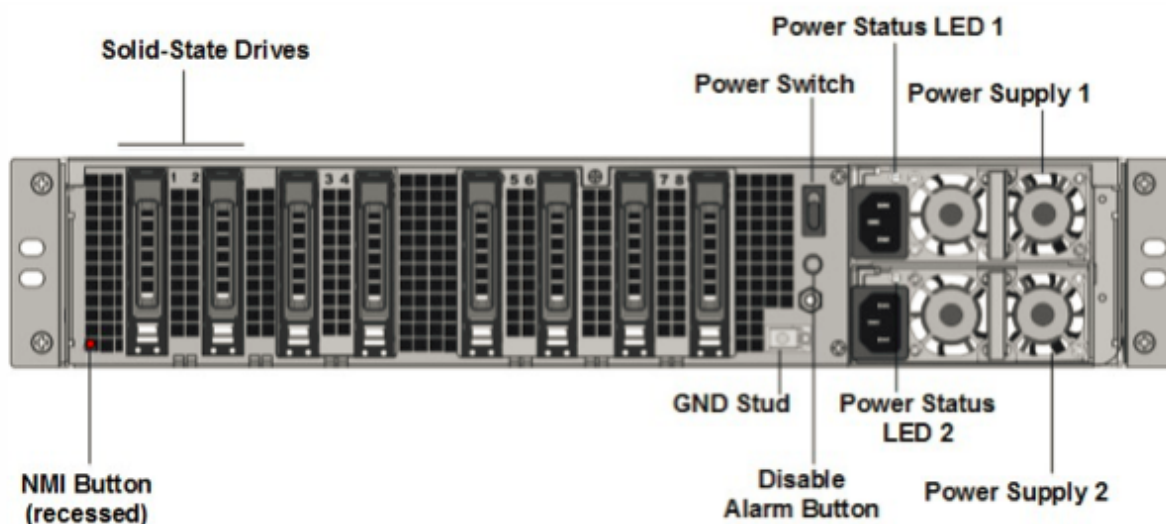 Power Status LED 1
Solid-State Drives
Power Switch
Power Supply 1
1 2
3 4
5 6
7 8
GND Stud
Power Status
LED 2
NMI Button
(recessed)
Disable
Alarm Button
Power Supply 2